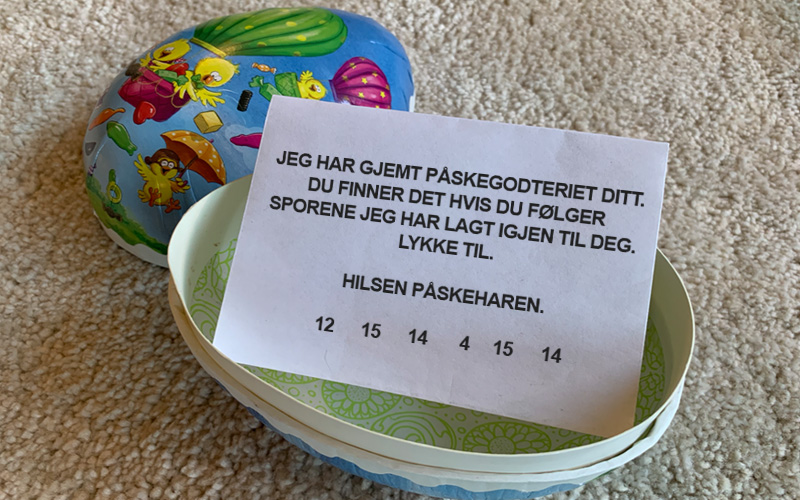 JEG HAR GJEMT PÅSKEGODTERIET DITT.
DU FINNER DET HVIS DU FØLGER
SPORENE JEG HAR LAGT IGJEN TIL DEG.
LYKKE TIL.
HILSEN PÅSKEHAREN.
12 15 14 4 15 14